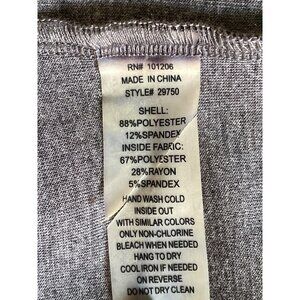 RN# 101206
MADE IN CHINA
STYLE# 29750
SHELL:
88%POLYESTER
12%SPANDEX
INSIDE FABRIC:
67%POLYESTER
28%RAYON
5%SPANDEX
HAND WASH COLD
INSIDE OUT
WITH SIMILAR COLORS
ONLY NON-CHLORINE
BLEACH WHEN NEEDED
HANG TO DRY
COOL IRON IF NEEDED
ON REVERSE
DO NOT DRY CLEAN